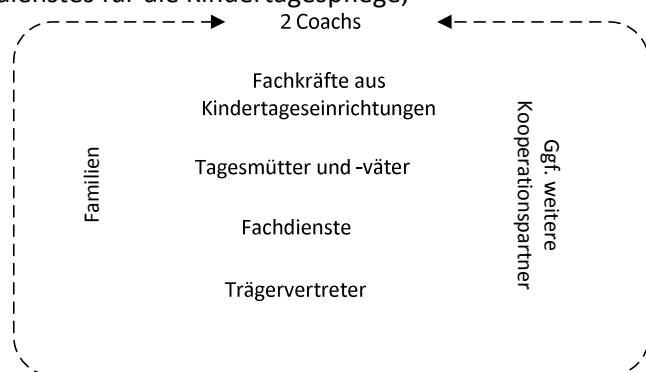 dienstes für die Kindertagespflege,
2 Coachs
Fachkräfte aus
Kindertageseinrichtungen
Tagesmütter und -väter
Fachdienste
Trägervertreter
Familien
Ggf. weitere
Kooperationspartner